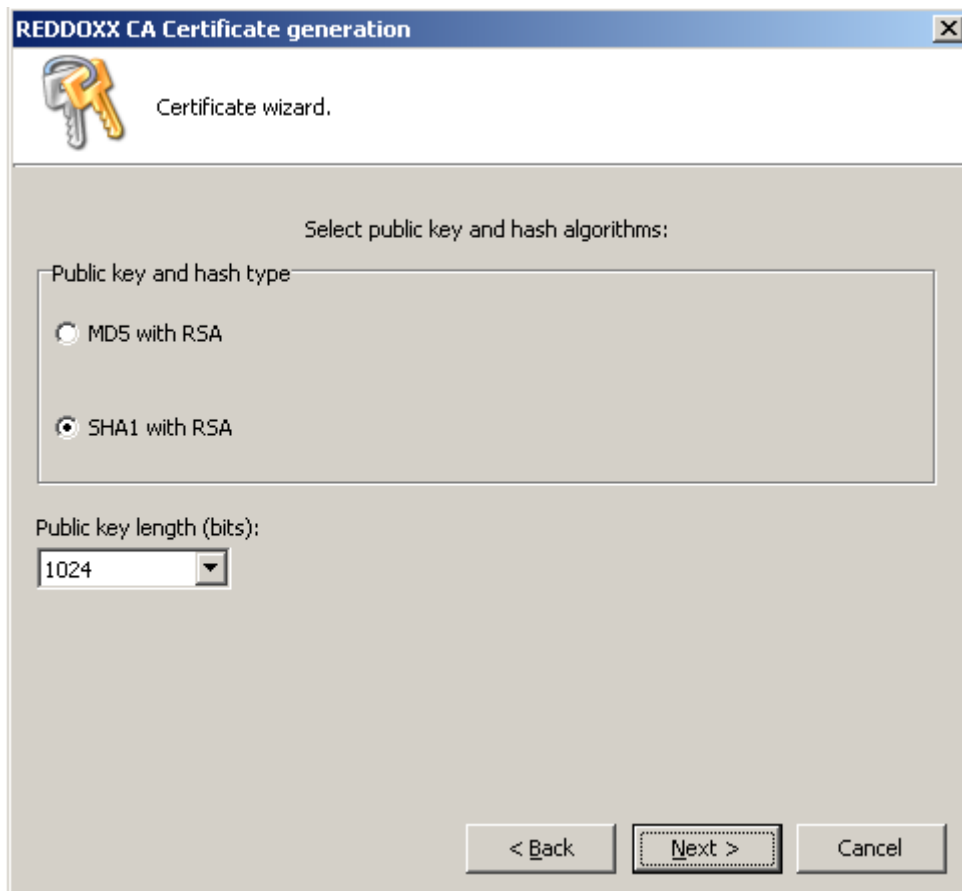 REDDOXX CA Certificate generation
Certificate wizard.
Select public key and hash algorithms:
Public key and hash type
MD5 with RSA
SHA1 with RSA
Public key length (bits):
1024
< Back Next > Cancel